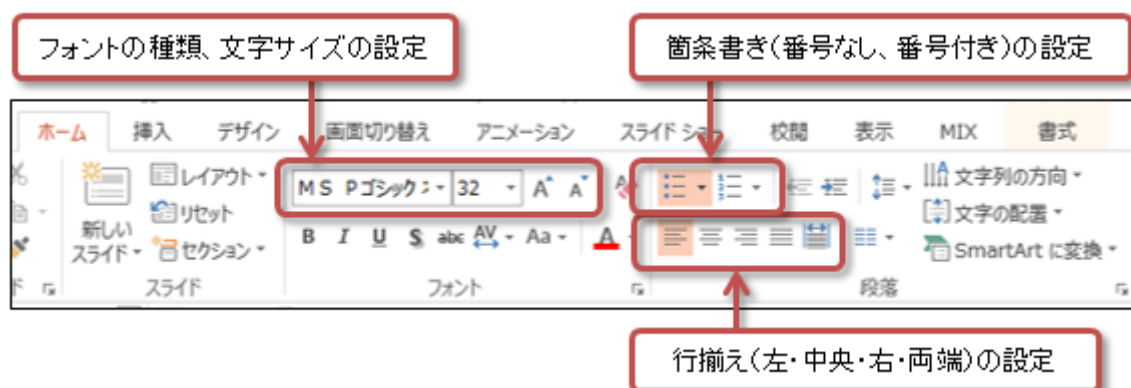 フォントの種類、文字サイズの設定
箇条書き(番号なし、番号付き)の設定
ホーム 挿入 デザイン 画面切り替え アニメーション スライド ショー 校閲 表示 MIX 書式
新しい
スライド
レイアウト
リセット
セクション
MS Pゴシック 32 A A
B I U S abc AV Aa A
文字列の方向
文字の配置
SmartArt に変換
スライド フォント 段落
行揃え(左・中央・右・両端)の設定